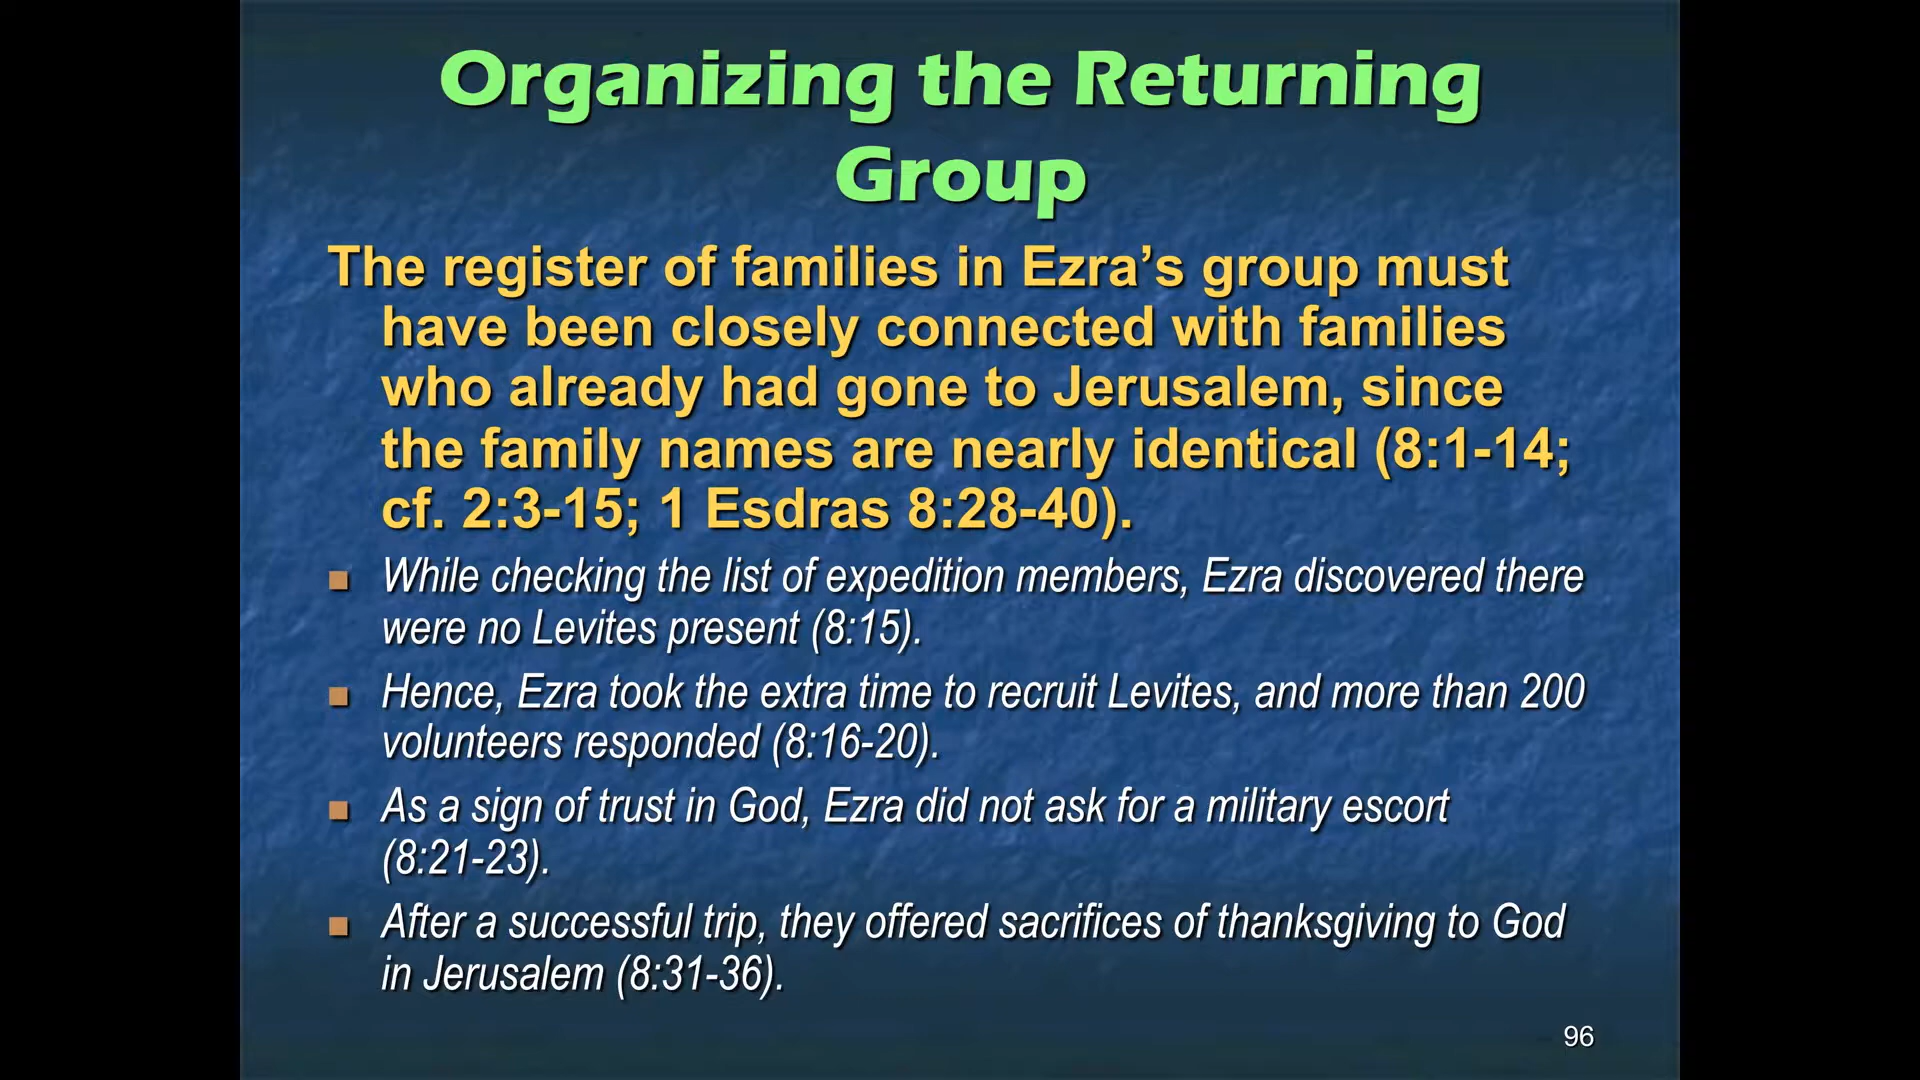 Organizing the Returning
Group
The register of families in Ezra’s group must
have been closely connected with families
who already had gone to Jerusalem, since
the family names are nearly identical (8:1-14;
cf. 2:3-15; 1 Esdras 8:28-40).
While checking the list of expedition members, Ezra discovered there
were no Levites present (8:15).
Hence, Ezra took the extra time to recruit Levites, and more than 200
volunteers responded (8:16-20).
As a sign of trust in God, Ezra did not ask for a military escort
(8:21-23).
After a successful trip, they offered sacrifices of thanksgiving to God
in Jerusalem (8:31-36).
96